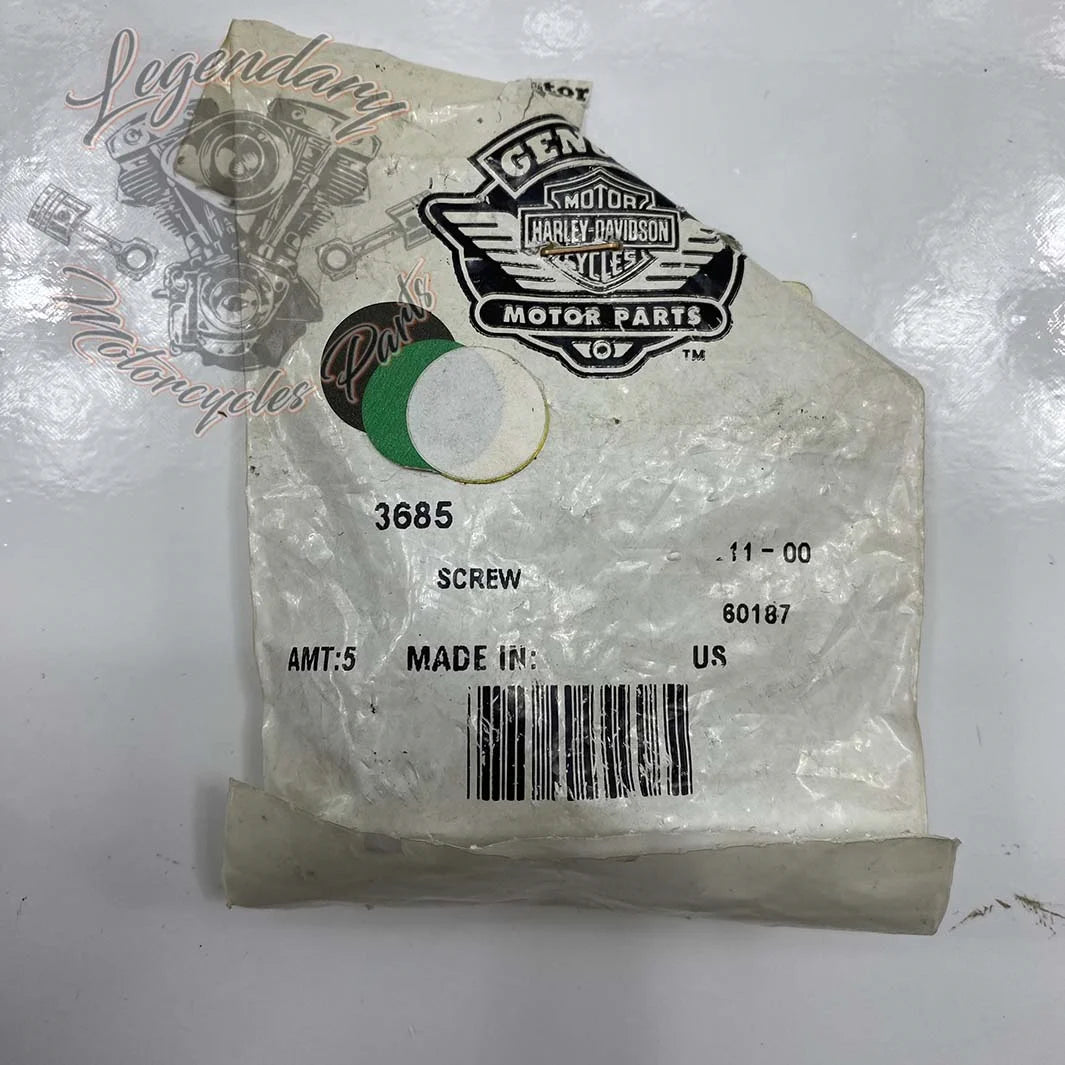 Legendary
Motorcycles Parts
tor
GEN
MOTOR
HARLEY-DAVIDSON
CYCLES
MOTOR PARTS
TM
3685
11-00
SCREW
60187
AMT:5 MADE IN: US